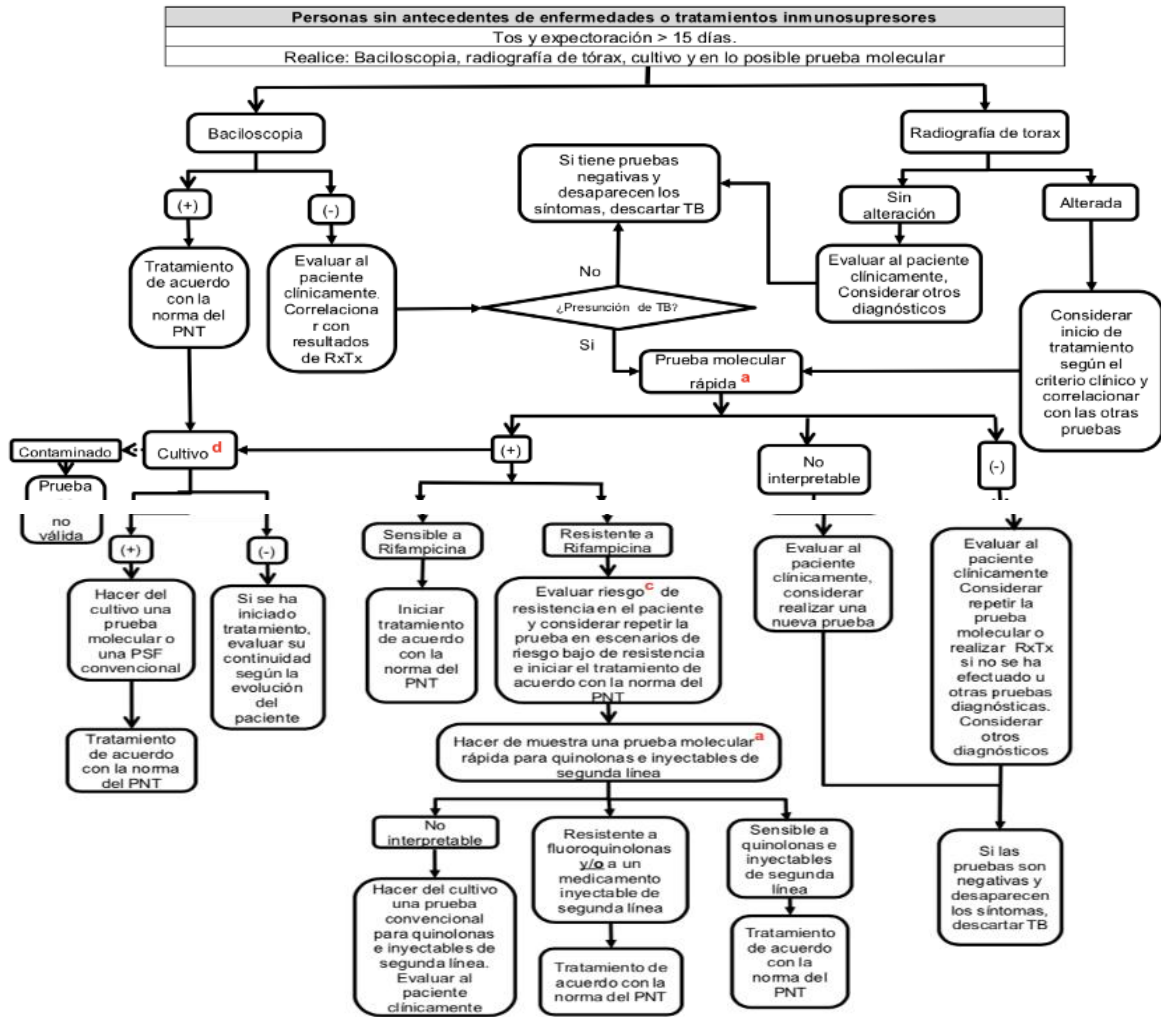 Personas sin antecedentes de enfermedades o tratamientos inmunosupresores
Tos y expectoración > 15 días.
Realice: Baciloscopia, radiografía de tórax, cultivo y en lo posible prueba molecular
Baciloscopia
Radiografía de torax
Si tiene pruebas
negativas y
desaparecen los
síntomas, descartar TB
(+)
(-)
Sin
alteración
Alterada
Tratamiento
de acuerdo
con la
norma del
PNT
Evaluar al
paciente
clínicamente.
Correlaciona
r con
resultados
de RxTx
No
¿Presunción de TB?
Si
Evaluar al paciente
clínicamente,
Considerar otros
diagnósticos
Considerar
inicio de
tratamiento
según el
criterio clínico y
correlacionar
con las otras
pruebas
Prueba molecular
rápida a
Contaminado
Cultivo d
(+)
No
interpretable
(-)
Prueba
no
válida
(+)
(-)
Sensible a
Rifampicina
Resistente a
Rifampicina
Hacer del
cultivo una
prueba
molecular o
una PSF
convencional
Si se ha
iniciado
tratamiento,
evaluar su
continuidad
según la
evolución
del
paciente
Iniciar
tratamiento
de acuerdo
con la
norma del
PNT
Evaluar riesgo c de
resistencia en el paciente
y considerar repetir la
prueba en escenarios de
riesgo bajo de resistencia
e iniciar el tratamiento de
acuerdo con la norma del
PNT
Evaluar al
paciente
clínicamente,
considerar
realizar una
nueva prueba
Evaluar al
paciente
clínicamente
Considerar
repetir la
prueba
molecular o
realizar RxTx
si no se ha
efectuado u
otras pruebas
diagnósticas.
Considerar
otros
diagnósticos
Tratamiento
de acuerdo
con la norma
del PNT
Hacer de muestra una prueba molecular a
rápida para quinolonas e inyectables de
segunda línea
No
interpretable
Resistente a
fluoroquinolonas
y/o a un
medicamento
inyectable de
segunda línea
Sensible a
quinolonas e
inyectables
de segunda
línea
Si las
pruebas son
negativas y
desaparecen
los síntomas,
descartar TB
Hacer del cultivo
una prueba
convencional
para quinolonas
e inyectables de
segunda línea.
Evaluar al
paciente
clínicamente
Tratamiento de
acuerdo con la
norma del PNT
Tratamiento
de acuerdo
con la
norma del
PNT